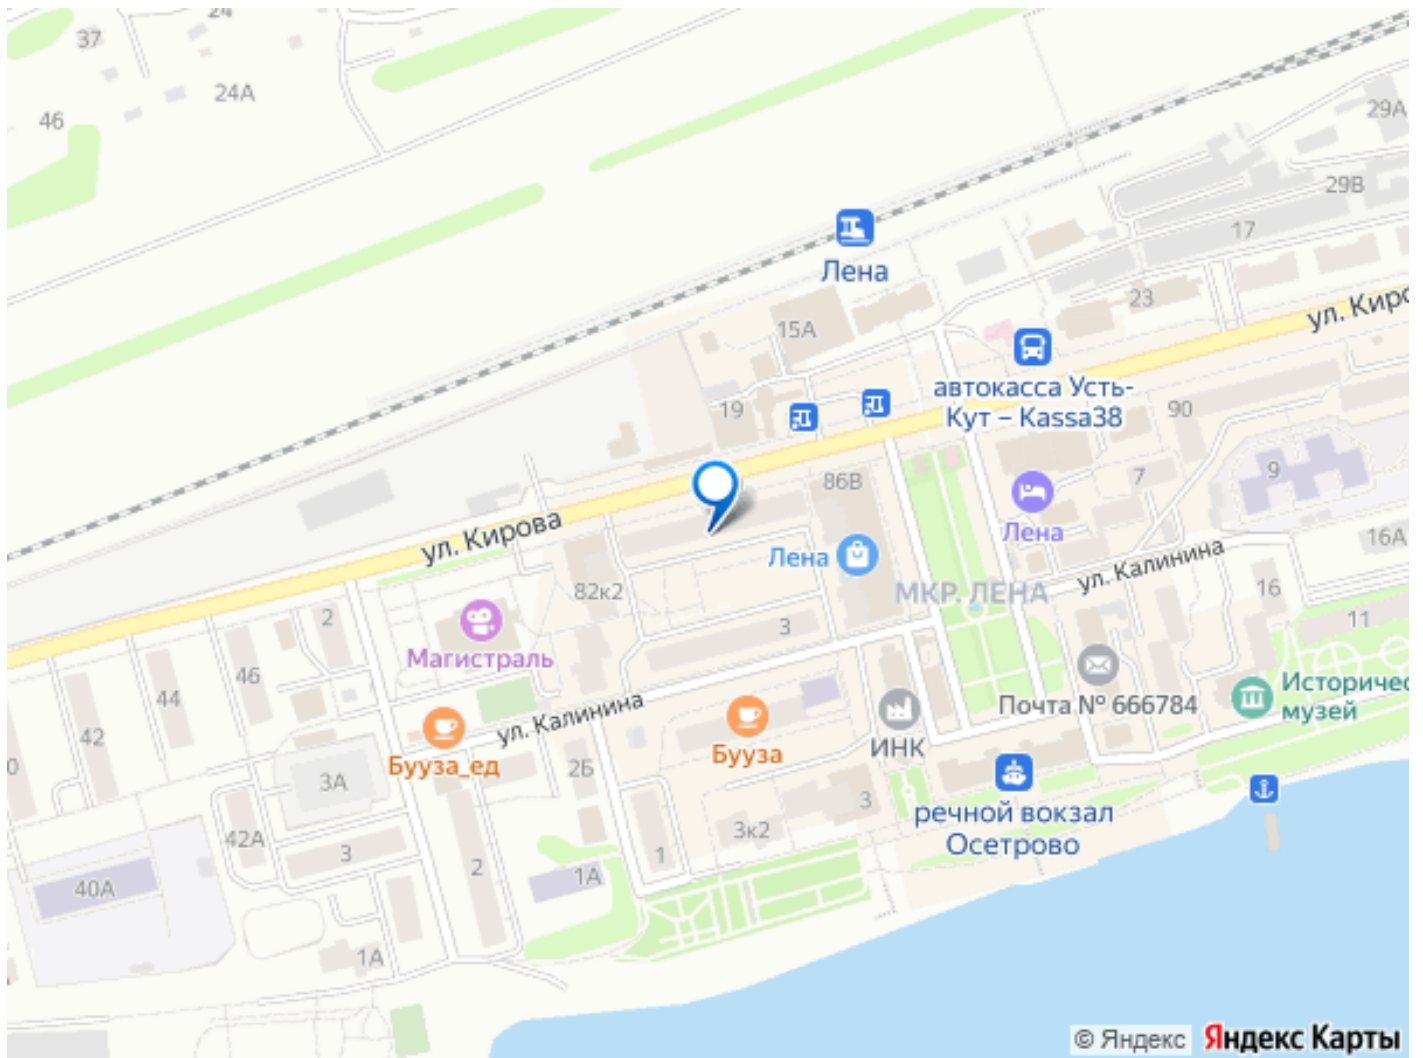 24
37
24А
46
29А
29В
17
Лена
23
15А
ул. Киро
автокасса Усть-
Кут – Kassa38
19
90
86В
9
7
Лена
ул. Кирова
Лена
16А
ул. Калинина
82к2
МКР. ЛЕНА
16
2
3
11
Магистраль
46
44
Почта № 666784
Историчес
музей
ул. Калинина
42
Бууза
ИНК
Бууза_ед
2Б
0
3А
3
речной вокзал
Осетрово
3к2
42А
3
1
2
1А
40А
1А
© Яндекс Яндекс Карты